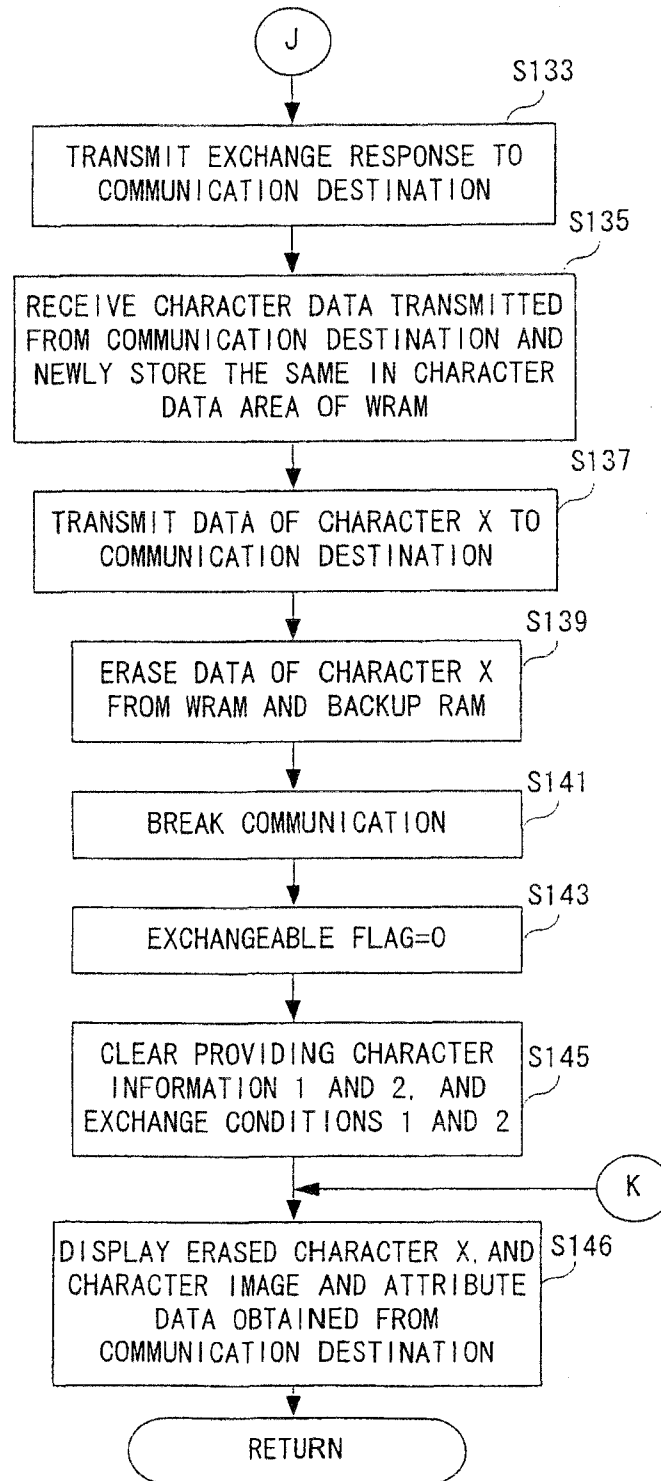 J
S133
TRANSMIT EXCHANGE RESPONSE TO
COMMUNICATION DESTINATION
S135
RECEIVE CHARACTER DATA TRANSMITTED
FROM COMMUNICATION DESTINATION AND
NEWLY STORE THE SAME IN CHARACTER
DATA AREA OF WRAM
S137
TRANSMIT DATA OF CHARACTER X TO
COMMUNICATION DESTINATION
S139
ERASE DATA OF CHARACTER X
FROM WRAM AND BACKUP RAM
S141
BREAK COMMUNICATION
S143
EXCHANGEABLE FLAG=0
S145
CLEAR PROVIDING CHARACTER
INFORMATION 1 AND 2, AND
EXCHANGE CONDITIONS 1 AND 2
K
S146
DISPLAY ERASED CHARACTER X, AND
CHARACTER IMAGE AND ATTRIBUTE
DATA OBTAINED FROM
COMMUNICATION DESTINATION
RETURN